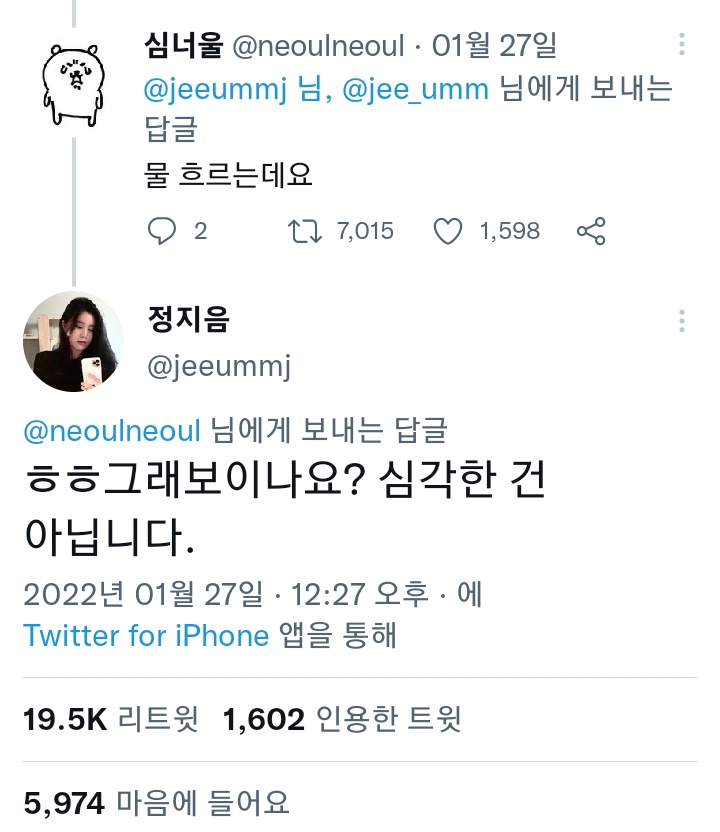 심너울 @neoulneoul · 01월 27일
@jeeummj 님, @jee_umm 님에게 보내는
답글
물 흐르는데요
2 7,015 1,598
정지음
@jeeummj
@neoulneoul 님에게 보내는 답글
ㅎㅎ그래보이나요? 심각한 건
아닙니다.
2022년 01월 27일 · 12:27 오후 · 에
Twitter for iPhone 앱을 통해
19.5K 리트윗 1,602 인용한 트윗
5,974 마음에 들어요